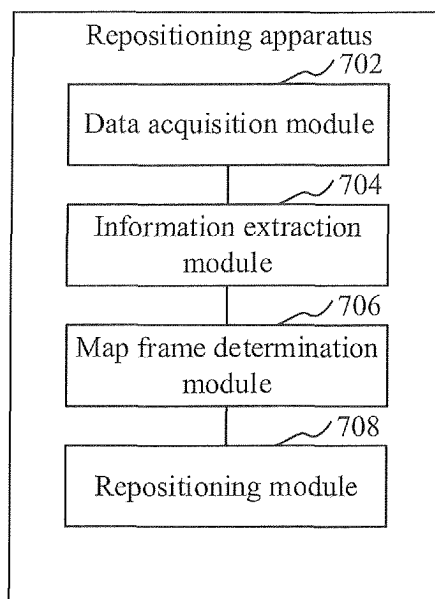 Repositioning apparatus
702
Data acquisition module
704
Information extraction
module
706
Map frame determination
module
708
Repositioning module